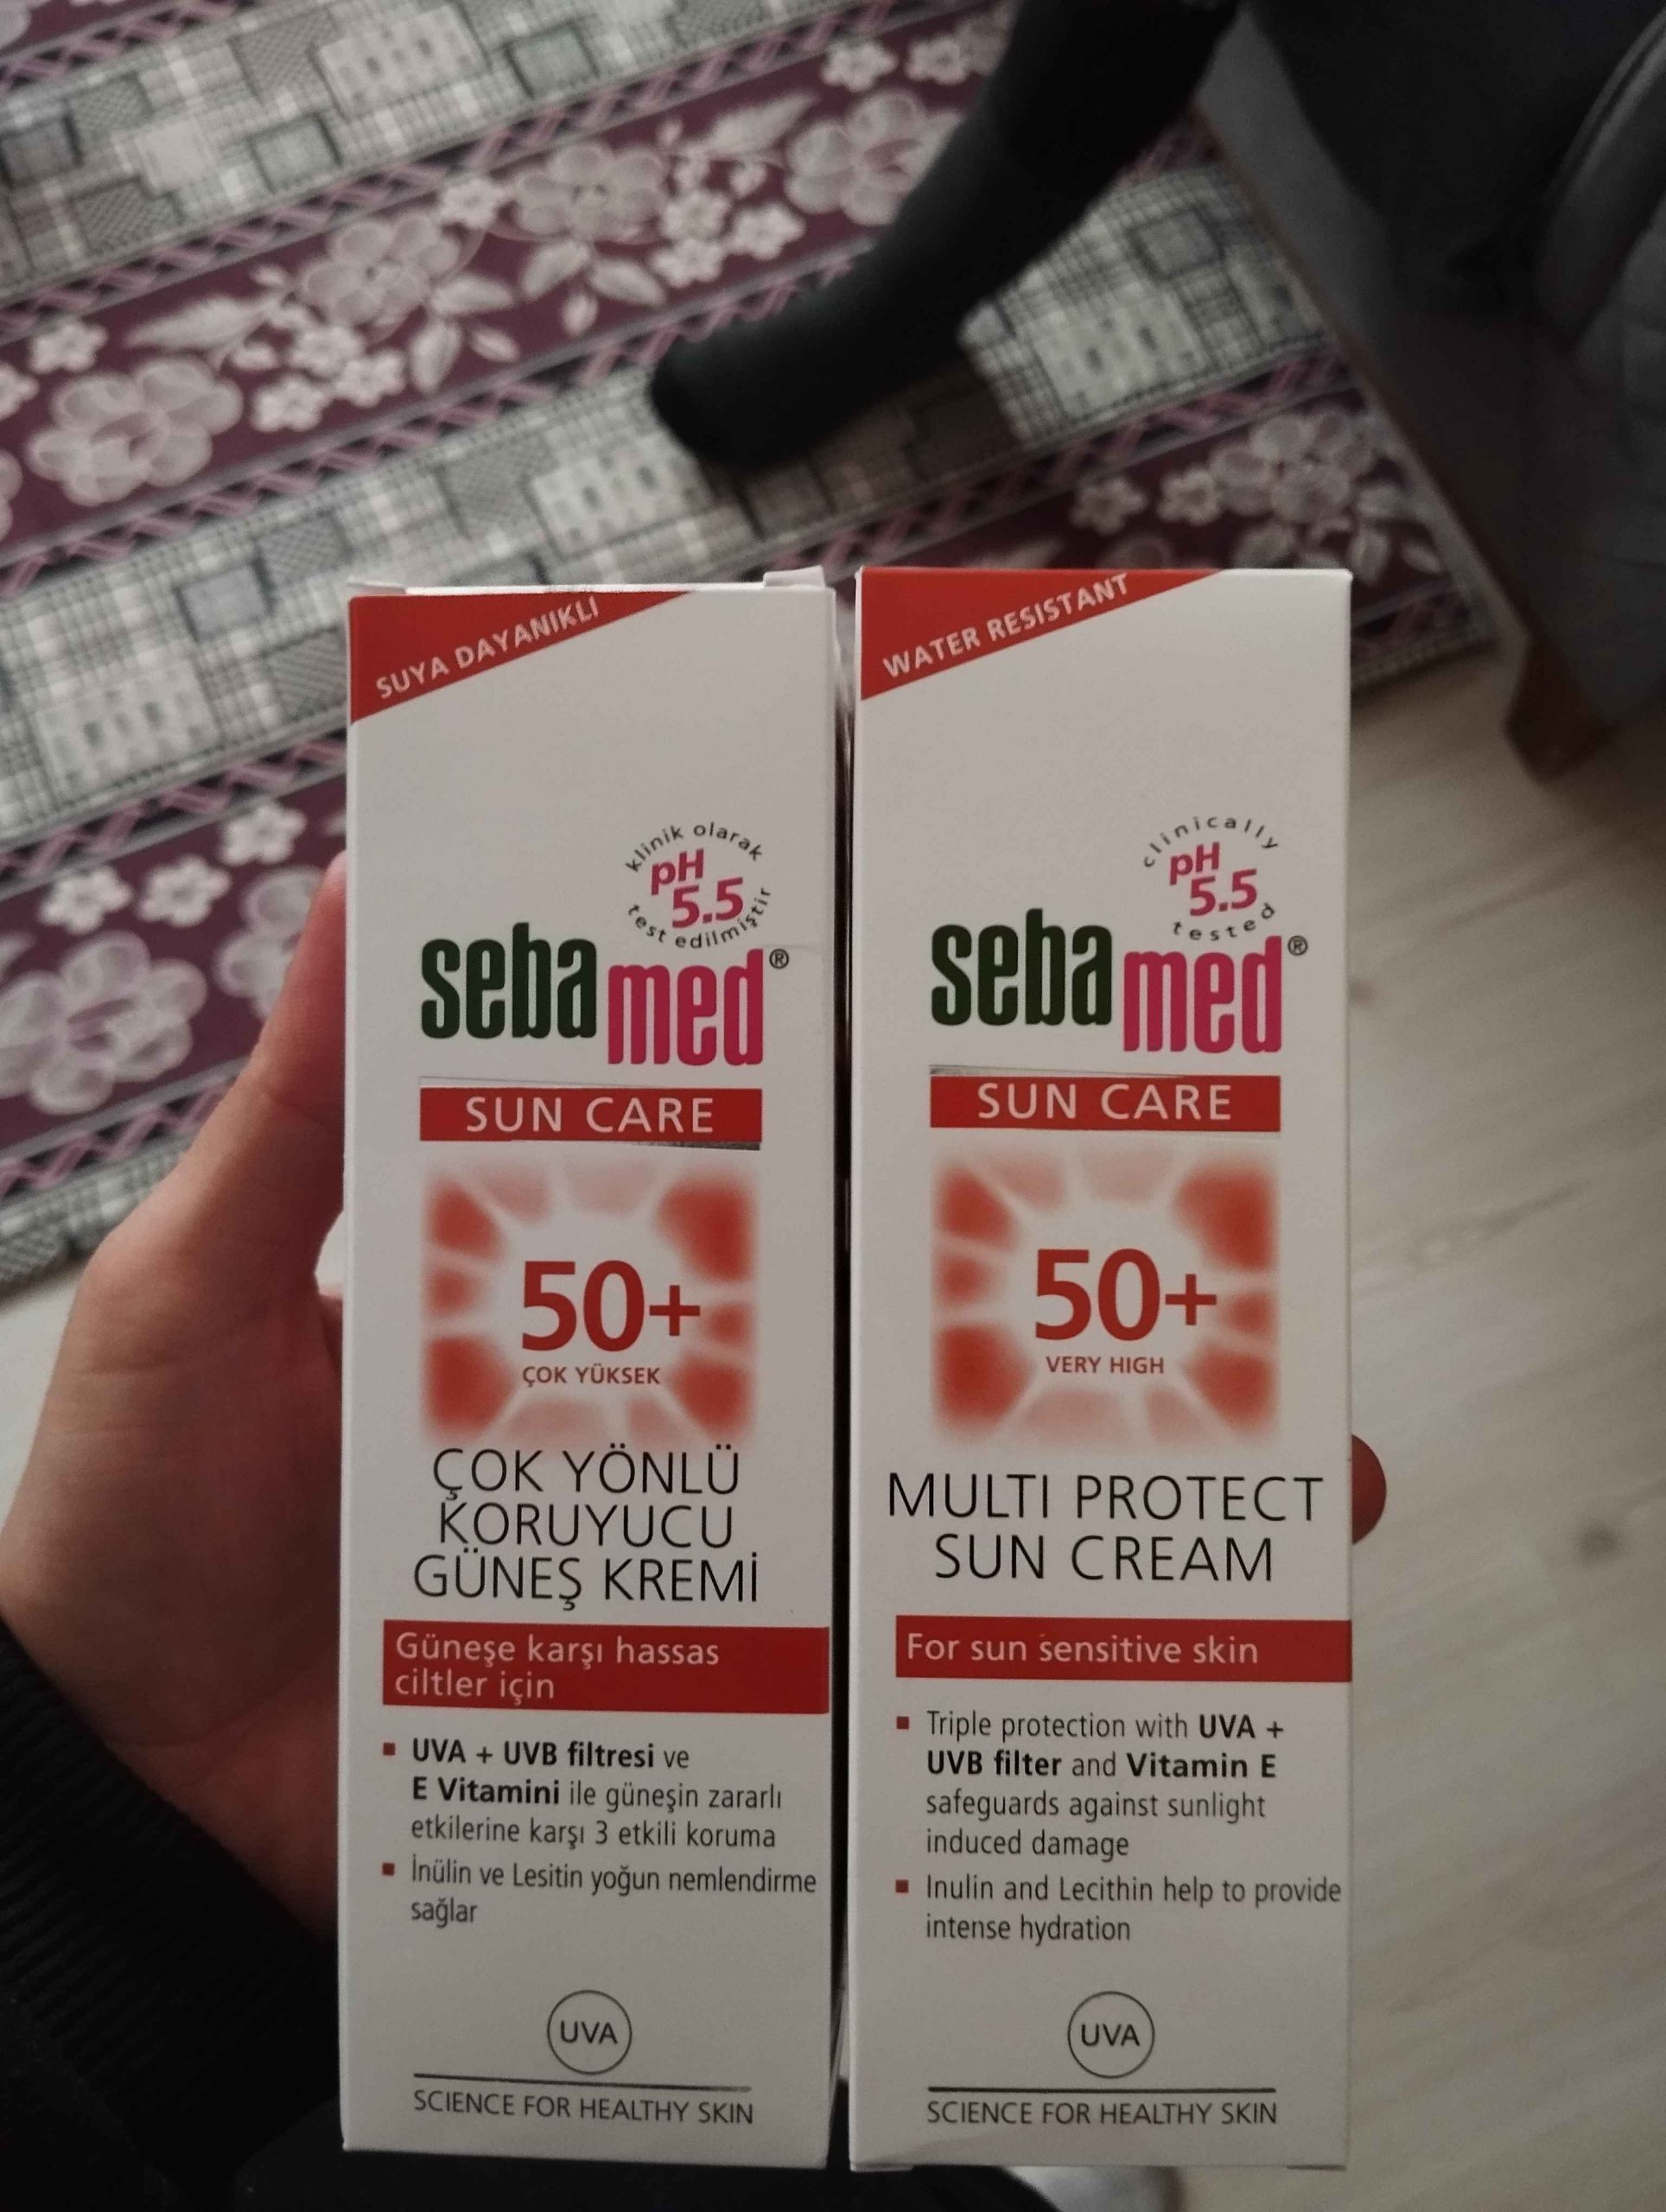 SUYA DAYANIKLI
klinik olarak
pH
5.5
test edilmiştir
sebamed®
SUN CARE
50+
ÇOK YÜKSEK
ÇOK YÖNLÜ
KORUYUCU
GÜNEŞ KREMİ
Güneşe karşı hassas
ciltler için
▪ UVA + UVB filtresi ve
E Vitamini ile güneşin zararlı
etkilerine karşı 3 etkili koruma
▪ İnülin ve Lesitin yoğun nemlendirme
sağlar
UVA
SCIENCE FOR HEALTHY SKIN
WATER RESISTANT
clinically
pH
5.5
tested
sebamed®
SUN CARE
50+
VERY HIGH
MULTI PROTECT
SUN CREAM
For sun sensitive skin
▪ Triple protection with UVA +
UVB filter and Vitamin E
safeguards against sunlight
induced damage
▪ Inulin and Lecithin help to provide
intense hydration
UVA
SCIENCE FOR HEALTHY SKIN